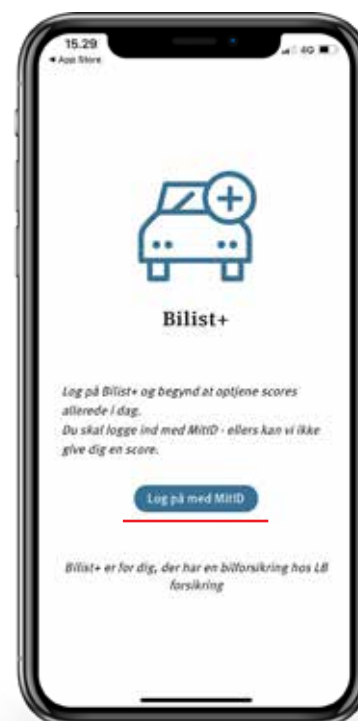 15.29
4G
◀ App Store
Bilist+
Log på Bilist+ og begynd at optjene scores
allerede i dag.
Du skal logge ind med MitID - ellers kan vi ikke
give dig en score.
Log på med MitID
Bilist+ er for dig, der har en bilforsikring hos LB
forsikring